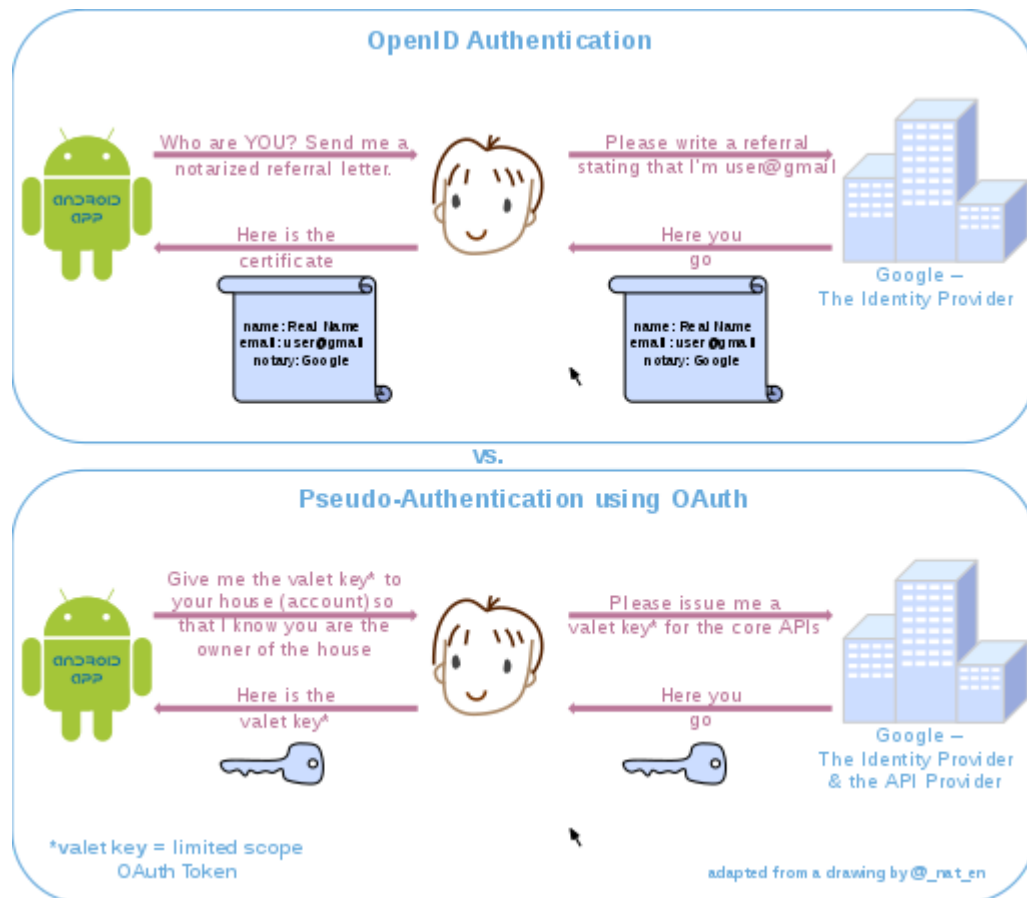 OpenID Authentication
Who are YOU? Send me a
notarized referral letter.
Please write a referral
stating that I'm user@gmail
ANDROID
APP
Here is the
certificate
Here you
go
Google –
The Identity Provider
name: Real Name
email: user@gmail
notary: Google
name: Real Name
email: user@gmail
notary: Google
vs.
Pseudo-Authentication using OAuth
Give me the valet key* to
your house (account) so
that I know you are the
owner of the house
Please issue me a
valet key* for the core APIs
ANDROID
APP
Here is the
valet key*
Here you
go
Google –
The Identity Provider
& the API Provider
*valet key = limited scope
OAuth Token
adapted from a drawing by @_nat_en